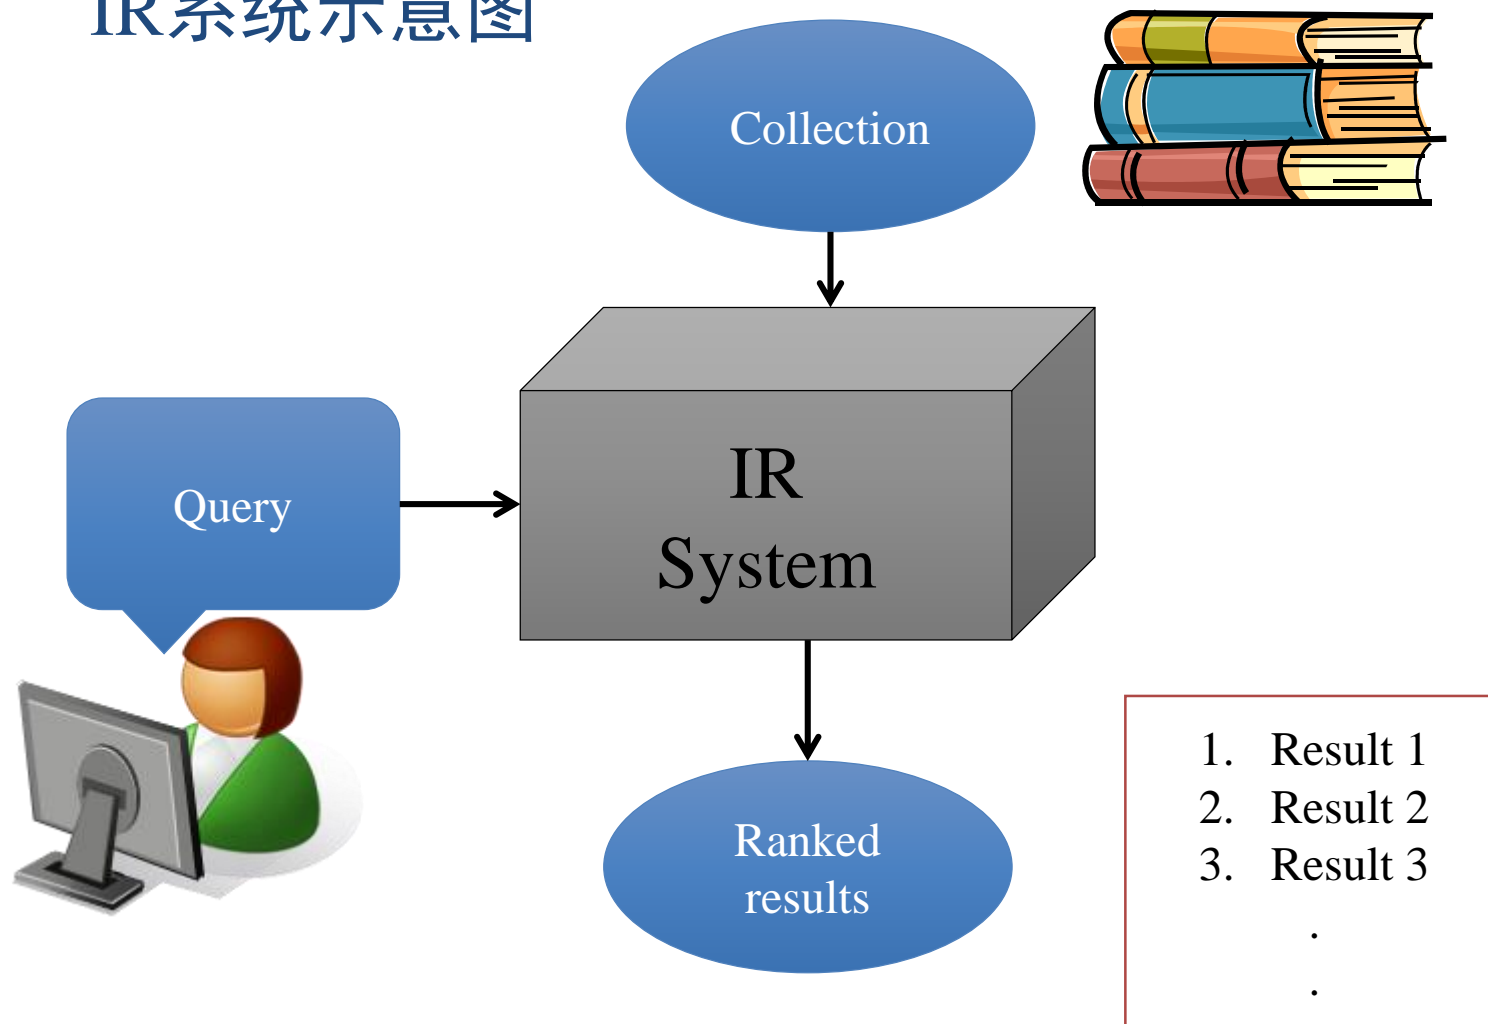 IR系统示意图
Collection
Query
IR
System
Ranked
results
1. Result 1
2. Result 2
3. Result 3
.
.